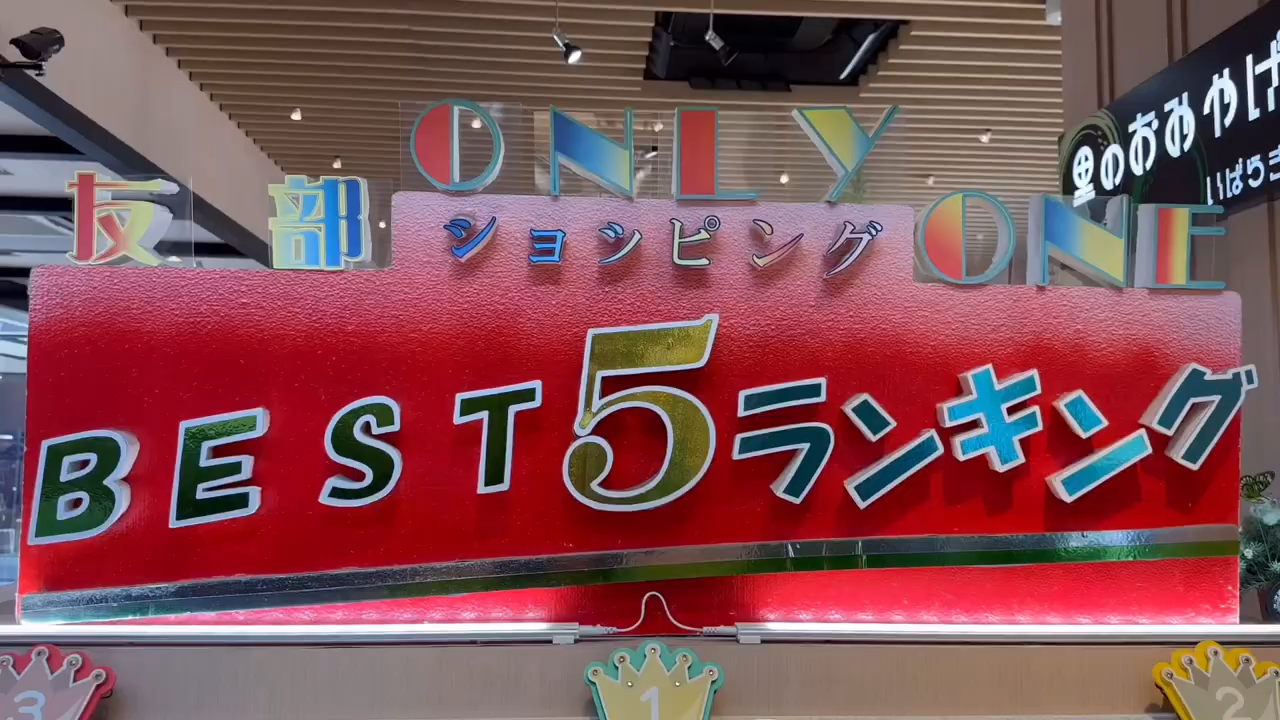 ONLY
友部 ショッピング ONE
BEST5ランキング
里のおみやげ
いばらき
3 1 2